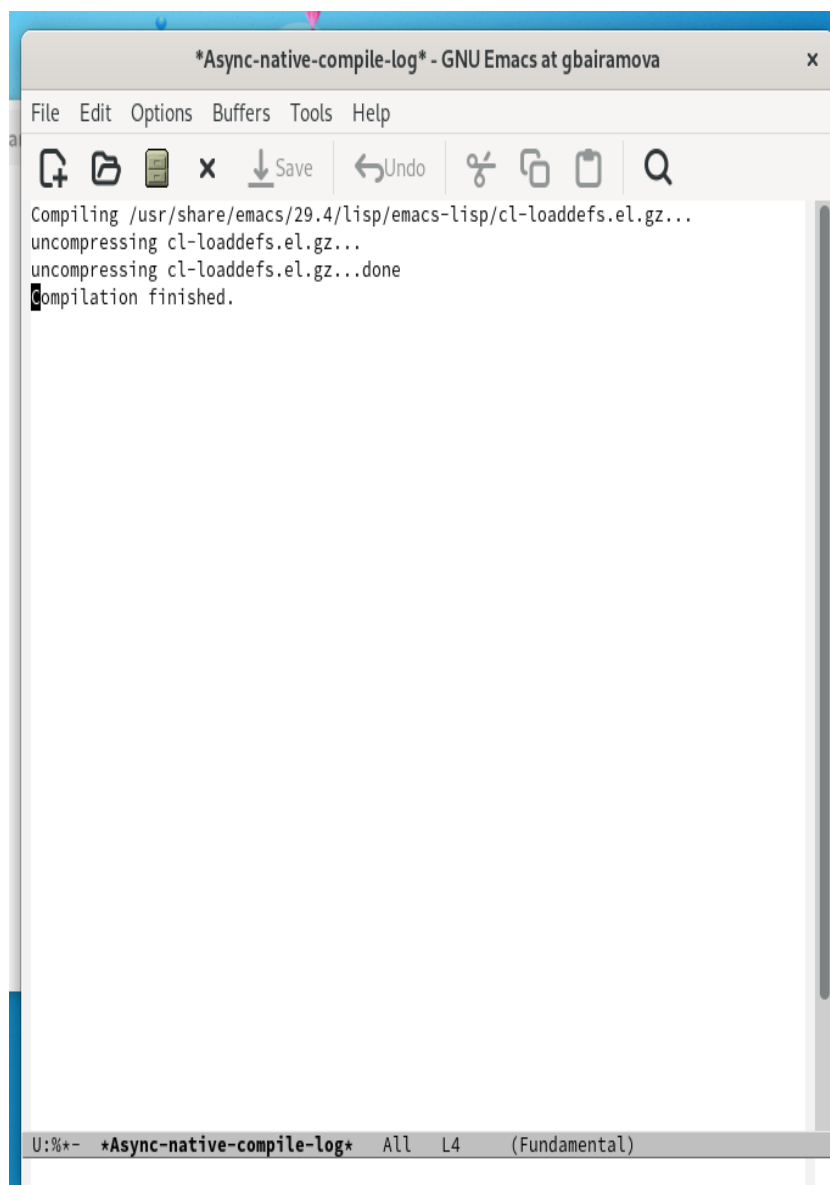 *Async-native-compile-log* - GNU Emacs at gbairamova
File Edit Options Buffers Tools Help
Save Undo
Compiling /usr/share/emacs/29.4/lisp/emacs-lisp/cl-loaddefs.el.gz...
uncompressing cl-loaddefs.el.gz...
uncompressing cl-loaddefs.el.gz...done
Compilation finished.
U:%*- *Async-native-compile-log* All L4 (Fundamental)